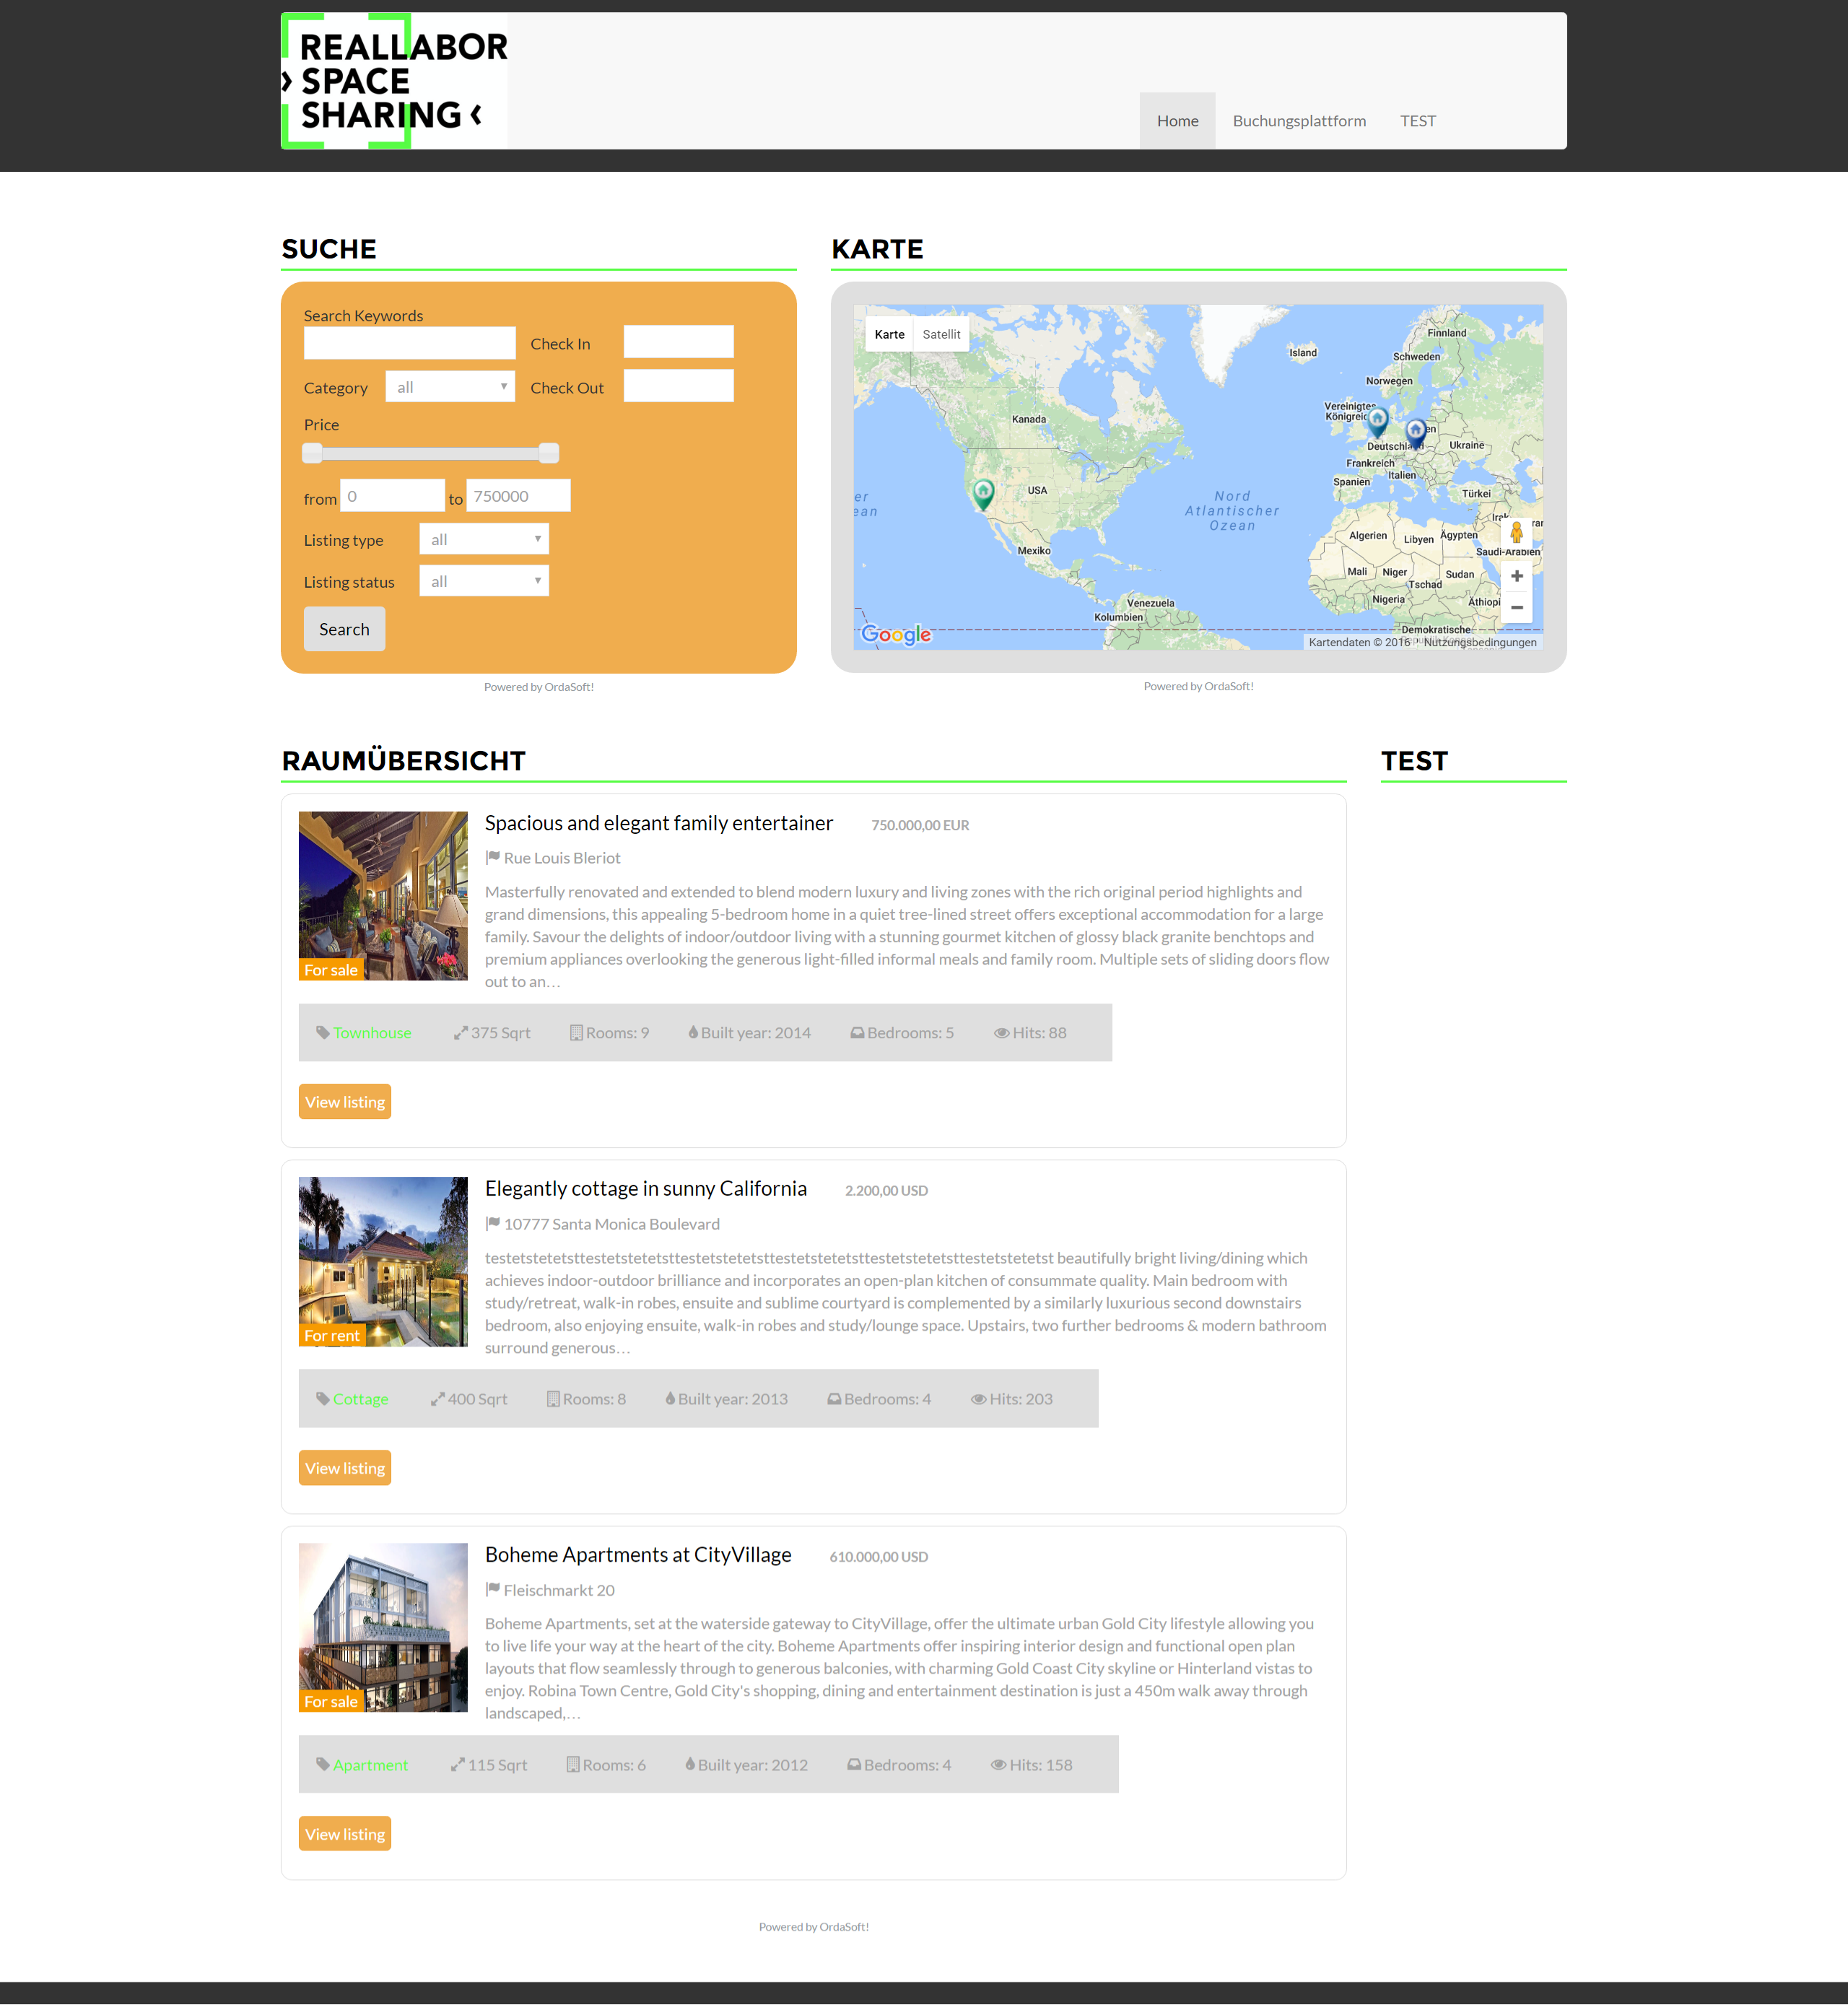 REALLABOR
› SPACE
SHARING ‹
Home
Buchungsplattform
TEST
SUCHE
Search Keywords
Check In
Category
all
Check Out
Price
from 0 to 750000
Listing type
all
Listing status
all
Search
Powered by OrdaSoft!
KARTE
Karte
Satellit
Finnland
Island
Schweden
Norwegen
Kanada
Ukraine
Frankreich
Italien
Spanien
USA
Türkei
Nord
Atlantischer
Ozean
Algerien
Libyen
Ägypten
Mexiko
Mali
Niger
Sudan
Tschad
Nigeria
Venezuela
Kolumbien
Demokratische
Google
Kartendaten © 2016
Nutzungsbedingungen
Powered by OrdaSoft!
RAUMÜBERSICHT
Spacious and elegant family entertainer
750.000,00 EUR
Rue Louis Bleriot
Masterfully renovated and extended to blend modern luxury and living zones with the rich original period highlights and
grand dimensions, this appealing 5-bedroom home in a quiet tree-lined street offers exceptional accommodation for a large
family. Savour the delights of indoor/outdoor living with a stunning gourmet kitchen of glossy black granite benchtops and
premium appliances overlooking the generous light-filled informal meals and family room. Multiple sets of sliding doors flow
out to an…
For sale
Townhouse
375 Sqrt
Rooms: 9
Built year: 2014
Bedrooms: 5
Hits: 88
View listing
Elegantly cottage in sunny California
2.200,00 USD
10777 Santa Monica Boulevard
testetstetetsttestetstetetsttestetstetetsttestetstetetsttestetstetetsttestetstetetst beautifully bright living/dining which
achieves indoor-outdoor brilliance and incorporates an open-plan kitchen of consummate quality. Main bedroom with
study/retreat, walk-in robes, ensuite and sublime courtyard is complemented by a similarly luxurious second downstairs
bedroom, also enjoying ensuite, walk-in robes and study/lounge space. Upstairs, two further bedrooms & modern bathroom
surround generous…
For rent
Cottage
400 Sqrt
Rooms: 8
Built year: 2013
Bedrooms: 4
Hits: 203
View listing
Boheme Apartments at CityVillage
610.000,00 USD
Fleischmarkt 20
Boheme Apartments, set at the waterside gateway to CityVillage, offer the ultimate urban Gold City lifestyle allowing you
to live life your way at the heart of the city. Boheme Apartments offer inspiring interior design and functional open plan
layouts that flow seamlessly through to generous balconies, with charming Gold Coast City skyline or Hinterland vistas to
enjoy. Robina Town Centre, Gold City's shopping, dining and entertainment destination is just a 450m walk away through
landscaped,…
For sale
Apartment
115 Sqrt
Rooms: 6
Built year: 2012
Bedrooms: 4
Hits: 158
View listing
Powered by OrdaSoft!
TEST